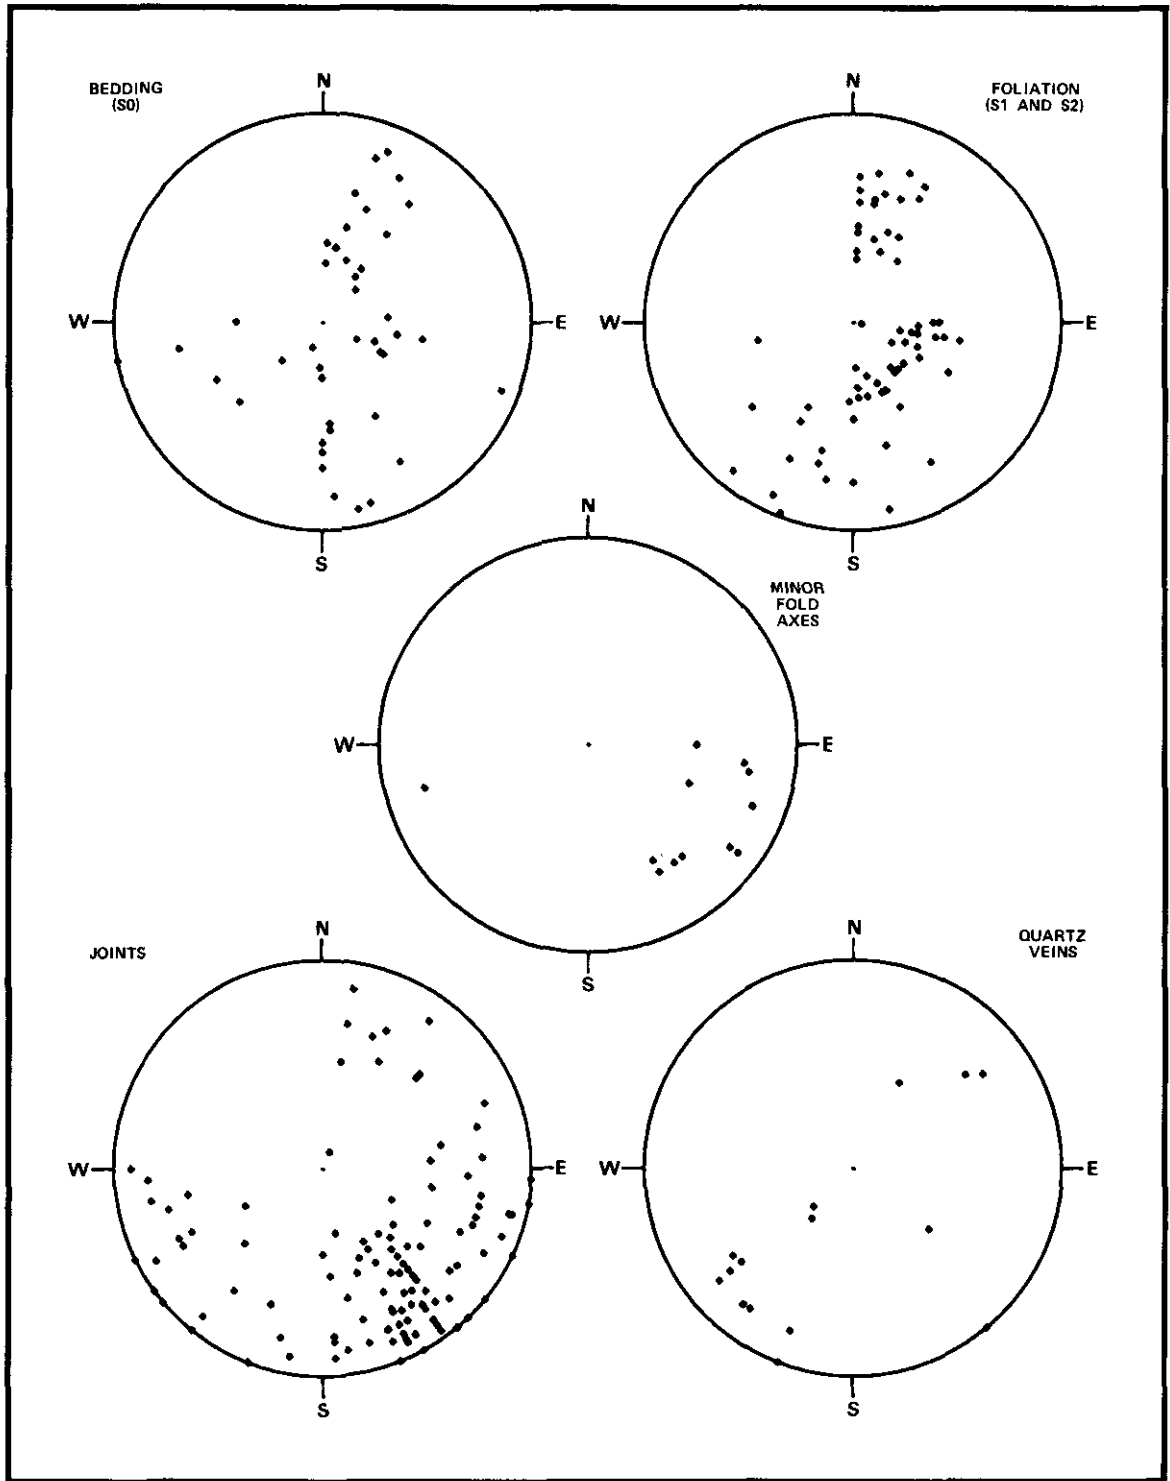 BEDDING
(S0)
N
W
E
S
FOLIATION
(S1 AND S2)
N
W
E
S
MINOR
FOLD
AXES
N
W
E
S
JOINTS
N
W
E
S
QUARTZ
VEINS
N
W
E
S